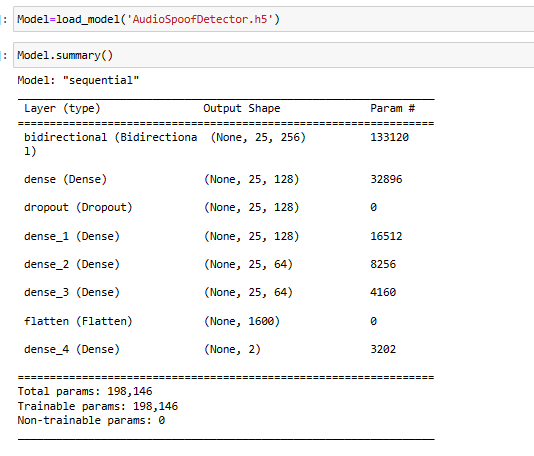 ]: Model=load_model('AudioSpoofDetector.h5')
]: Model.summary()
Model: "sequential"
_________________________________________________________________
Layer (type) Output Shape Param #
=================================================================
bidirectional (Bidirectiona (None, 25, 256) 133120
l)
dense (Dense) (None, 25, 128) 32896
dropout (Dropout) (None, 25, 128) 0
dense_1 (Dense) (None, 25, 128) 16512
dense_2 (Dense) (None, 25, 64) 8256
dense_3 (Dense) (None, 25, 64) 4160
flatten (Flatten) (None, 1600) 0
dense_4 (Dense) (None, 2) 3202
=================================================================
Total params: 198,146
Trainable params: 198,146
Non-trainable params: 0
_________________________________________________________________